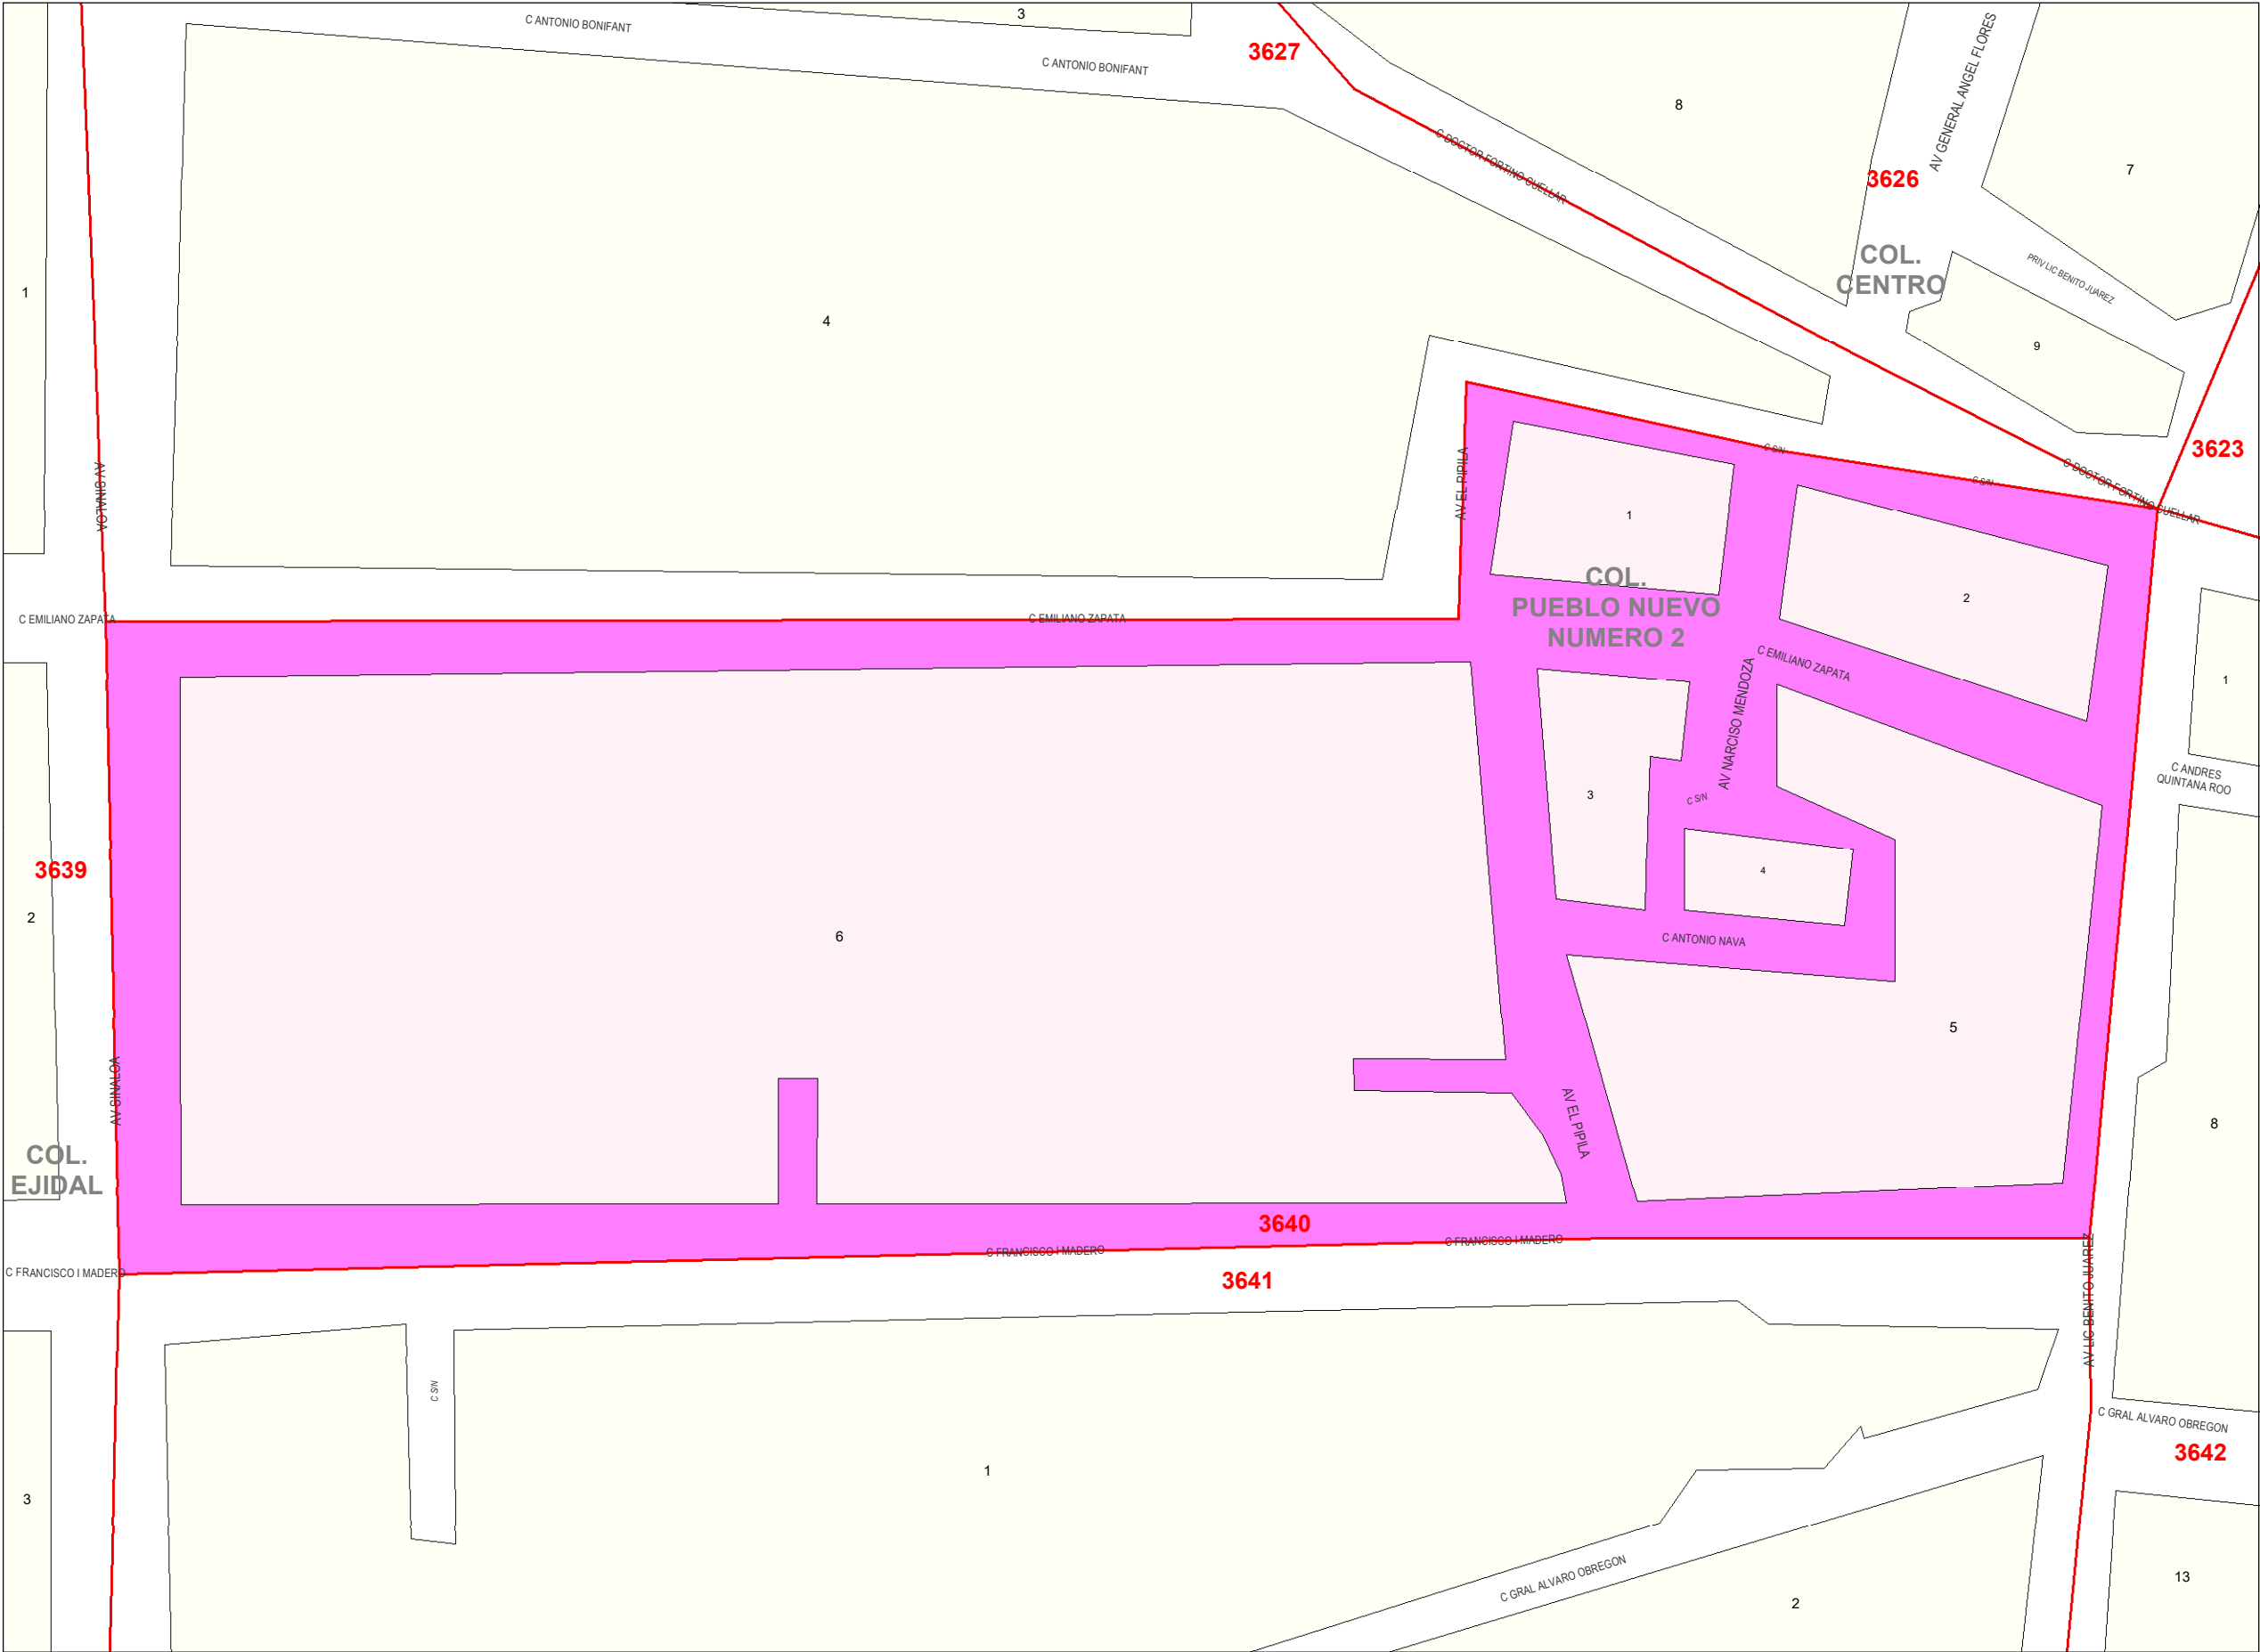 3
C ANTONIO BONIFANT
C ANTONIO BONIFANT
3627
8
AV GENERAL ANGEL FLORES
C DOCTOR FORTINO CUELLAR
3626
7
COL.
CENTRO
PRIV LIC BENITO JUAREZ
1
4
9
AV SINALOA
AV EL PIPILA
C S/N
C S/N
3623
C DOCTOR FORTINO CUELLAR
1
COL.
PUEBLO NUEVO
NUMERO 2
2
C EMILIANO ZAPATA
C EMILIANO ZAPATA
C EMILIANO ZAPATA
AV NARCISO MENDOZA
1
C ANDRES
QUINTANA ROO
3
C S/N
3639
4
2
6
C ANTONIO NAVA
5
AV SINALOA
AV EL PIPILA
8
COL.
EJIDAL
3640
C FRANCISCO I MADERO
C FRANCISCO I MADERO
C FRANCISCO I MADERO
3641
AV LIC BENITO JUAREZ
C S/N
C GRAL ALVARO OBREGON
3642
1
3
C GRAL ALVARO OBREGON
13
2